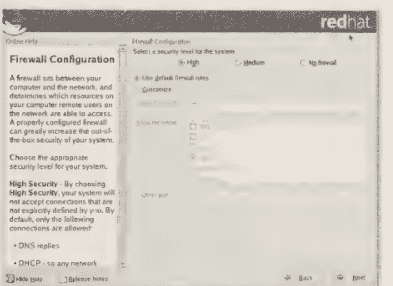 redhat
Online Help
Firewall Configuration
A firewall sits between your
computer and the network, and
determines which resources on
your computer remote users on
the network are able to access.
A properly configured firewall
can greatly increase the out-of-
the-box security of your system.
Choose the appropriate
security level for your system.
High Security - By choosing
High Security, your system will
not accept connections that are
not explicitly defined by you. By
default, only the following
connections are allowed:
• DNS replies
• DHCP - so any network
Hide Help
Release Notes
Firewall Configuration
Select a security level for the system
High
Medium
No firewall
Use default firewall rules
Customize
Allow incoming
Other port
Back
Next